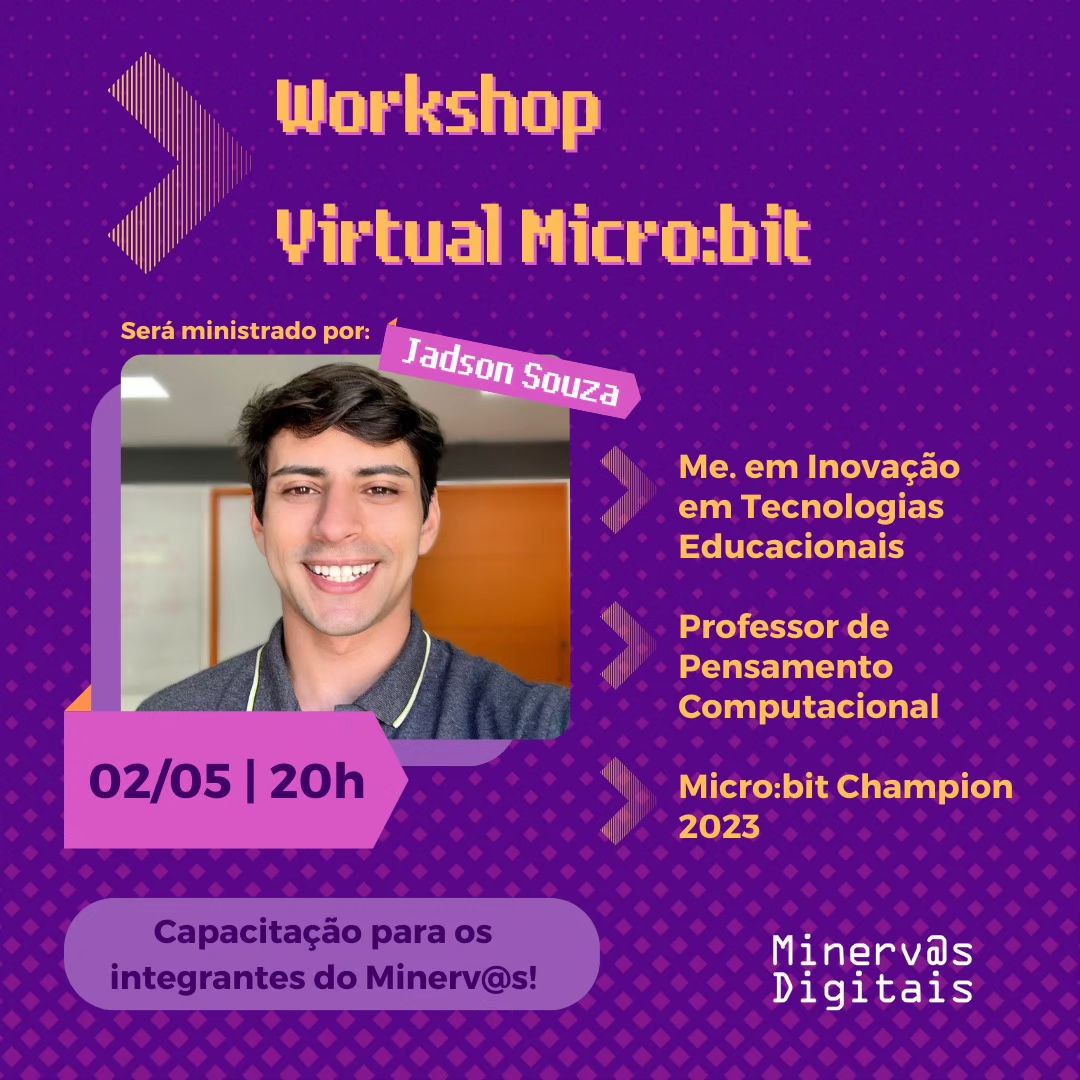 Workshop
Virtual Micro:bit
Será ministrado por:
Jadson Souza
Me. em Inovação
em Tecnologias
Educacionais
Professor de
Pensamento
Computacional
Micro:bit Champion
2023
02/05 | 20h
Capacitação para os
integrantes do Minerv@s!
Minerv@s
Digitais